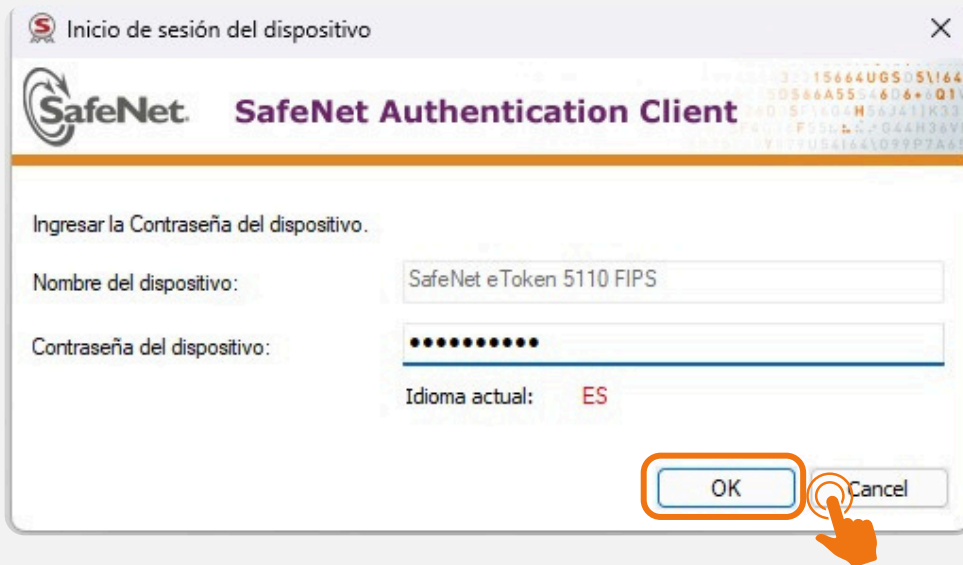 Inicio de sesión del dispositivo
SafeNet. SafeNet Authentication Client
Ingresar la Contraseña del dispositivo.
Nombre del dispositivo: SafeNet eToken 5110 FIPS
Contraseña del dispositivo: ••••••••••
Idioma actual: ES
OK Cancel